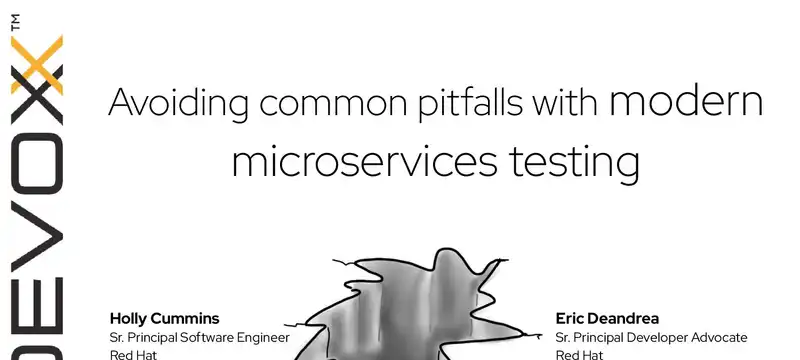 DEVOXX™
Avoiding common pitfalls with modern
microservices testing
Holly Cummins
Sr. Principal Software Engineer
Red Hat
Eric Deandrea
Sr. Principal Developer Advocate
Red Hat